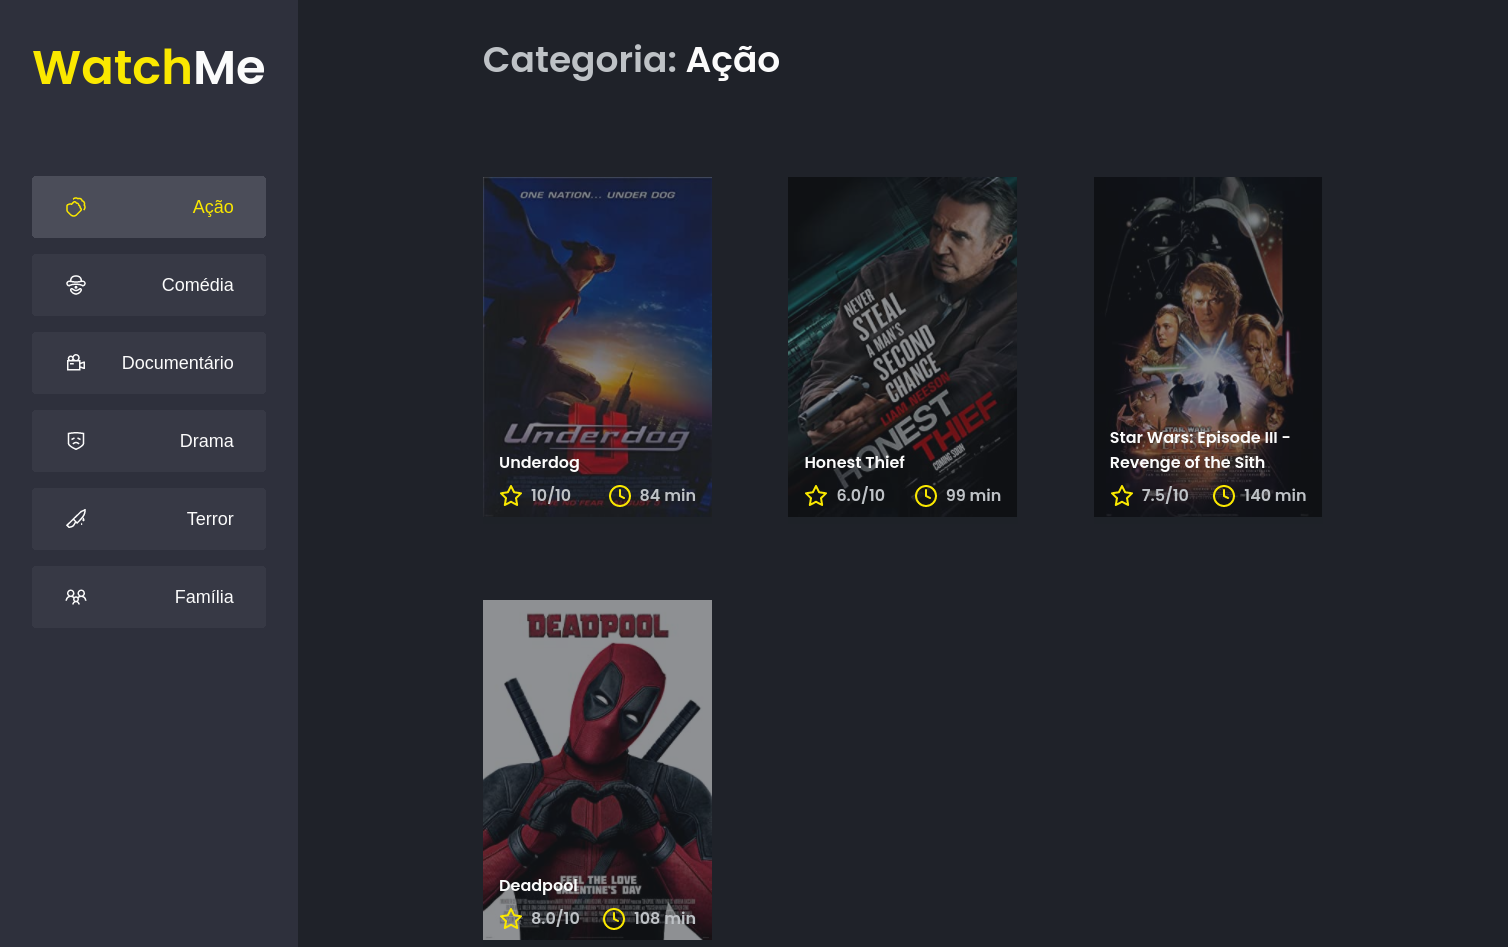 WatchMe
Ação
Comédia
Documentário
Drama
Terror
Família
Categoria: Ação
ONE NATION... UNDER DOG
Underdog
Underdog
10/10
84 min
NEVER
STEAL
A MAN'S
SECOND
CHANCE
LIAM NEESON
HONEST
THIEF
COMING SOON
Honest Thief
6.0/10
99 min
STAR WARS
Star Wars: Episode III -
Revenge of the Sith
7.5/10
140 min
DEADPOOL
FEEL THE LOVE
VALENTINE'S DAY
Deadpool
8.0/10
108 min